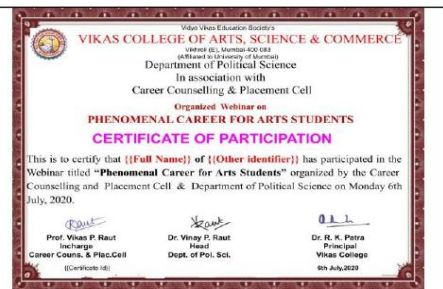 Vidya Vikas Education Society's
VIKAS COLLEGE OF ARTS, SCIENCE & COMMERCE
Vikhroli (E), Mumbai-400 083
(Affiliated to University of Mumbai)
Department of Political Science
In association with
Career Counselling & Placement Cell
Organized Webinar on
PHENOMENAL CAREER FOR ARTS STUDENTS
CERTIFICATE OF PARTICIPATION
This is to certify that {{Full Name}} of {{Other identifier}} has participated in the
Webinar titled “Phenomenal Career for Arts Students” organized by the Career
Counselling and Placement Cell & Department of Political Science on Monday 6th
July, 2020.
Prof. Vikas P. Raut Dr. Vinay P. Raut Dr. R. K. Patra
Incharge Head Principal
Career Couns. & Plac.Cell Dept. of Pol. Sci. Vikas College
{{Certificate Id}} 6th July,2020